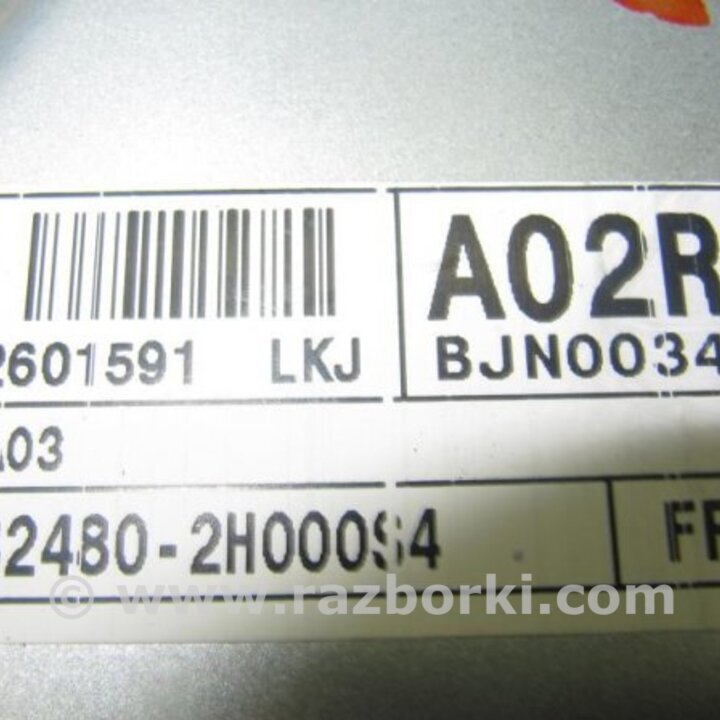 2601591 LKJ
A02R
BJN0034
A03
2480-2H000S4
FF
© www.razborki.com